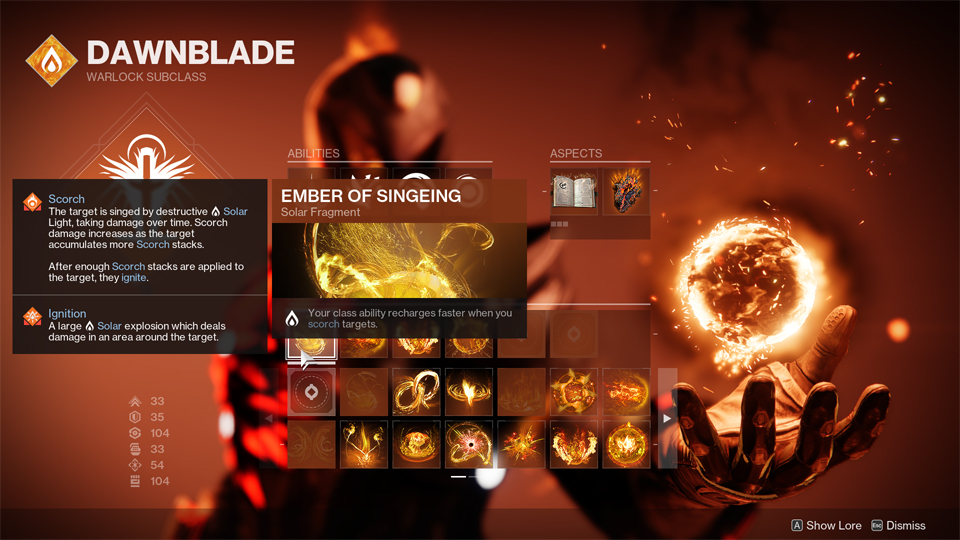 DAWNBLADE
WARLOCK SUBCLASS
ABILITIES
ASPECTS
Scorch
The target is singed by destructive Solar
Light, taking damage over time. Scorch
damage increases as the target
accumulates more Scorch stacks.
After enough Scorch stacks are applied to
the target, they ignite.
Ignition
A large Solar explosion which deals
damage in an area around the target.
EMBER OF SINGEING
Solar Fragment
Your class ability recharges faster when you
scorch targets.
33
35
104
33
54
104
A Show Lore
Esc Dismiss